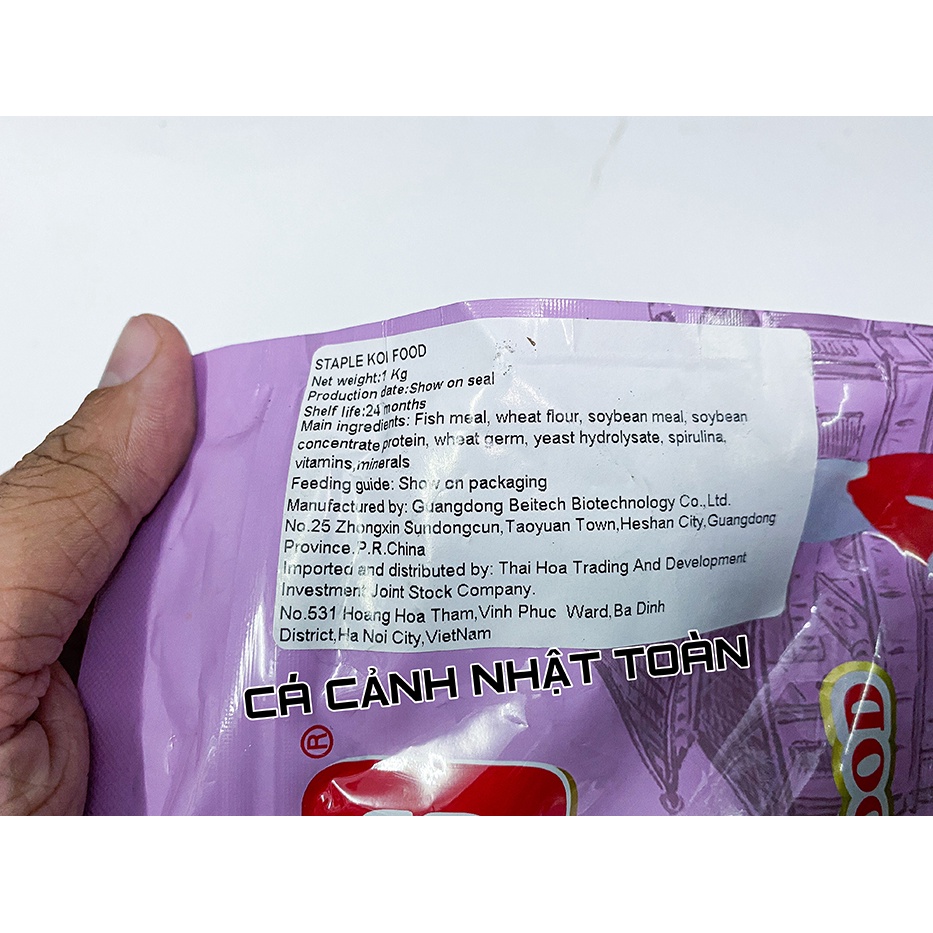 STAPLE KOI FOOD
Net weight:1 Kg
Production date:Show on seal
Shelf life:24 months
Main ingredients: Fish meal, wheat flour, soybean meal, soybean
concentrate protein, wheat germ, yeast hydrolysate, spirulina,
vitamins,minerals
Feeding guide: Show on packaging
Manufactured by: Guangdong Beitech Biotechnology Co.,Ltd.
No.25 Zhongxin Sundongcun,Taoyuan Town,Heshan City,Guangdong
Province.P.R.China
Imported and distributed by: Thai Hoa Trading And Development
Investment Joint Stock Company.
No.531 Hoang Hoa Tham,Vinh Phuc Ward,Ba Dinh
District,Ha Noi City,VietNam
CÁ CẢNH NHẬT TOÀN
®